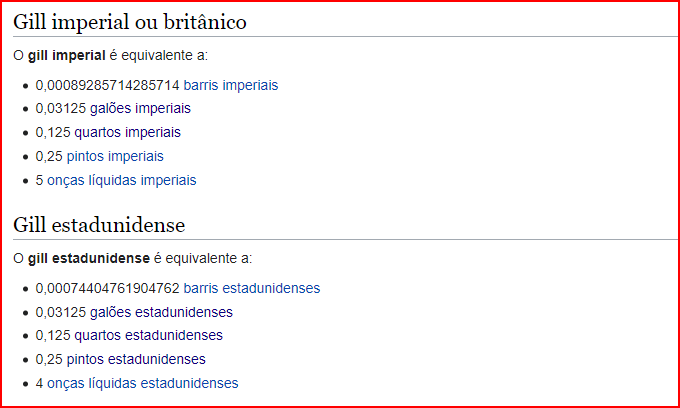 Gill imperial ou britânico
O gill imperial é equivalente a:
0,00089285714285714 barris imperiais
0,03125 galões imperiais
0,125 quartos imperiais
0,25 pintos imperiais
5 onças líquidas imperiais
Gill estadunidense
O gill estadunidense é equivalente a:
0,00074404761904762 barris estadunidenses
0,03125 galões estadunidenses
0,125 quartos estadunidenses
0,25 pintos estadunidenses
4 onças líquidas estadunidenses